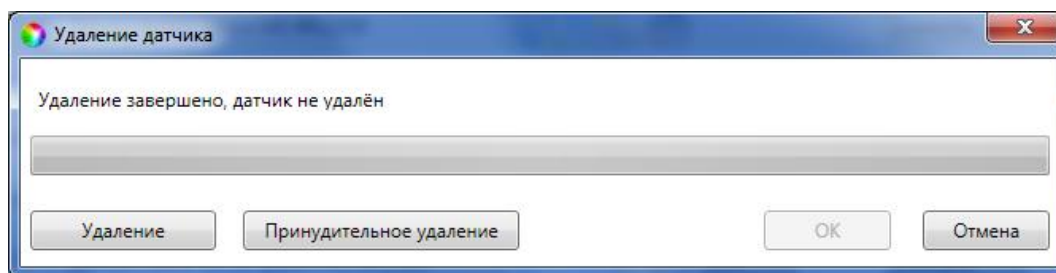 Удаление датчика
Удаление завершено, датчик не удалён
Удаление Принудительное удаление OK Отмена